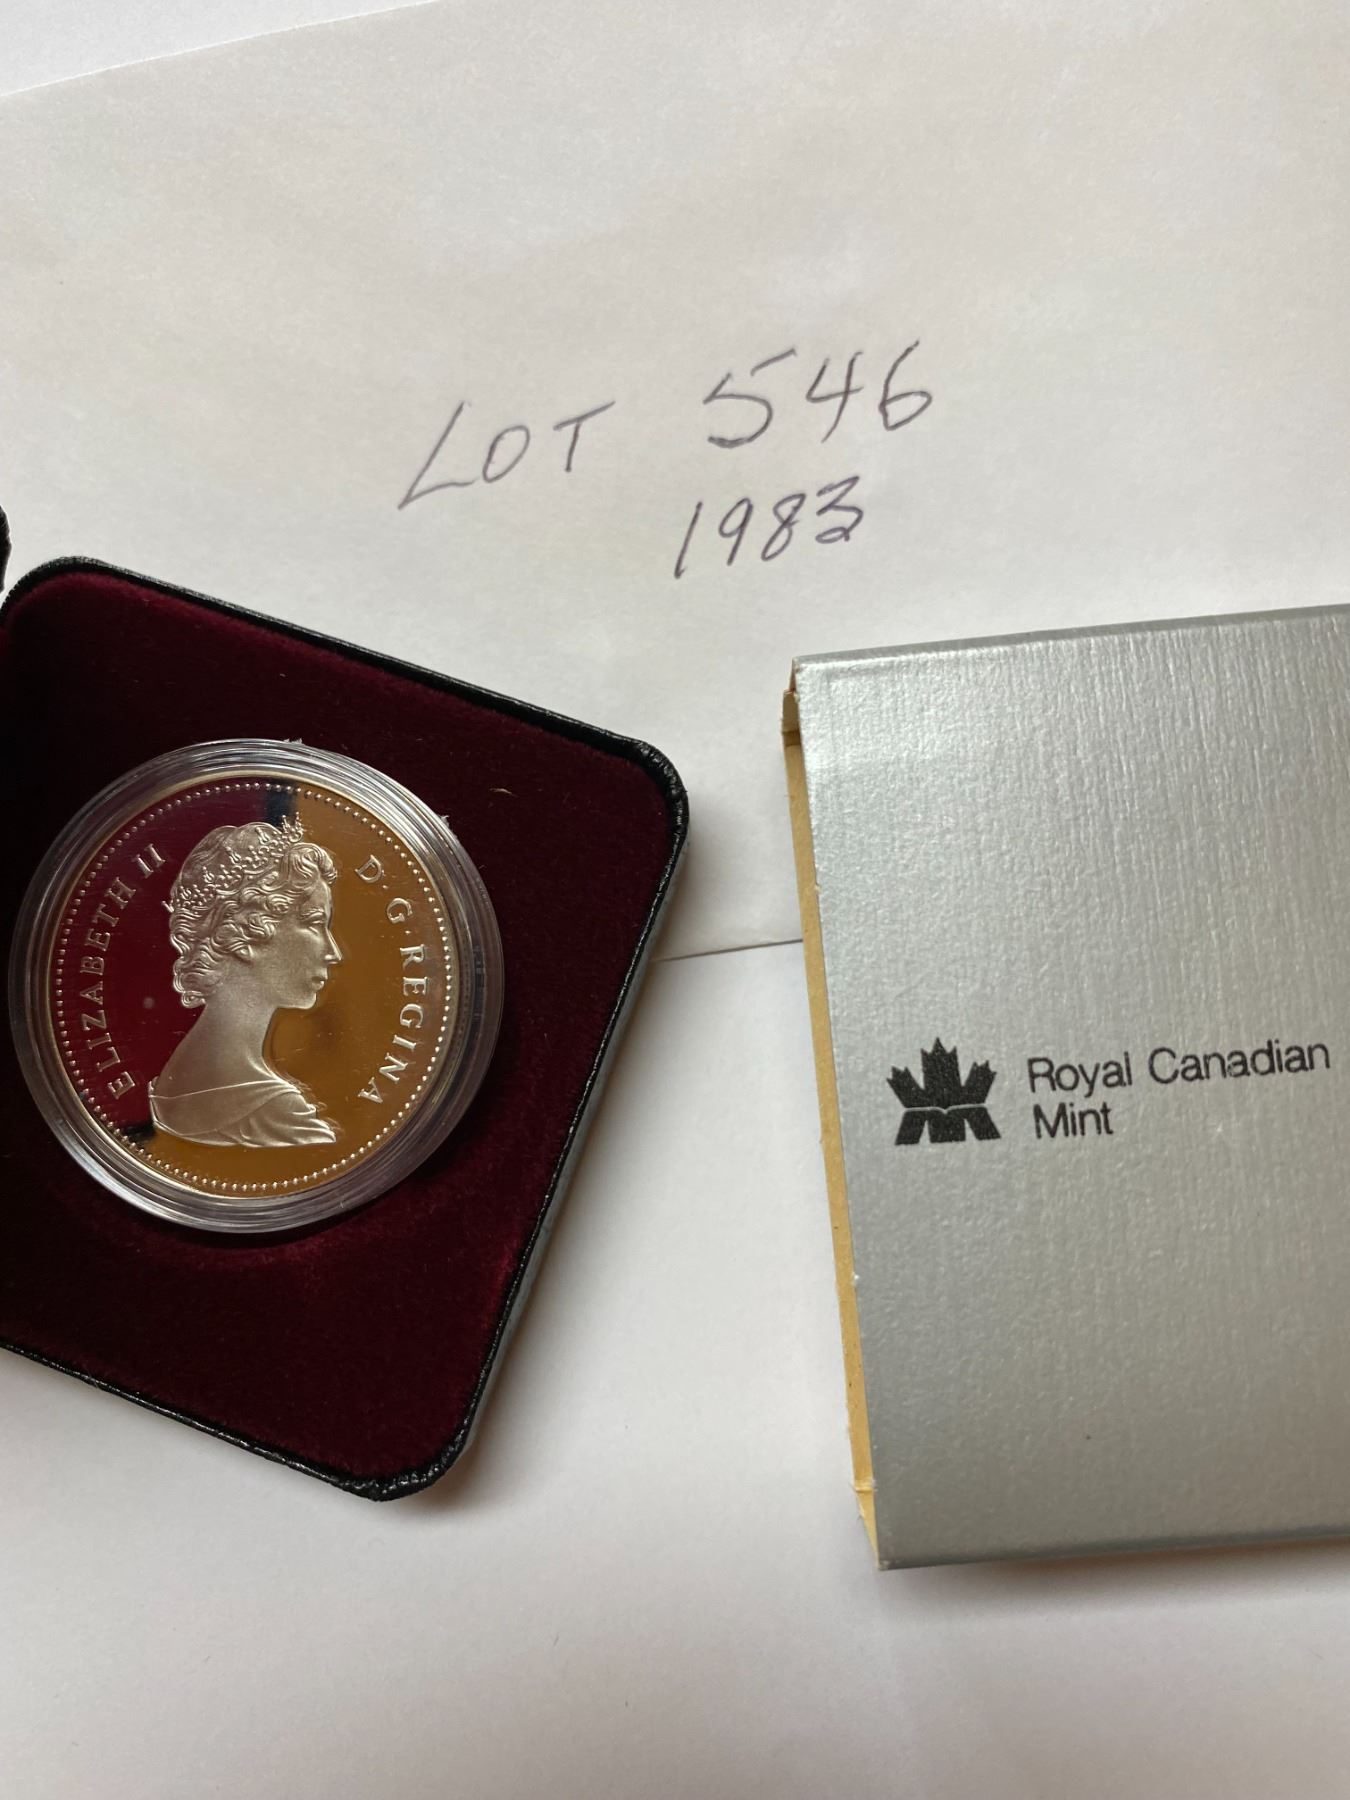 LOT 546
1983
ELIZABETH II D·G·REGINA
Royal Canadian
Mint